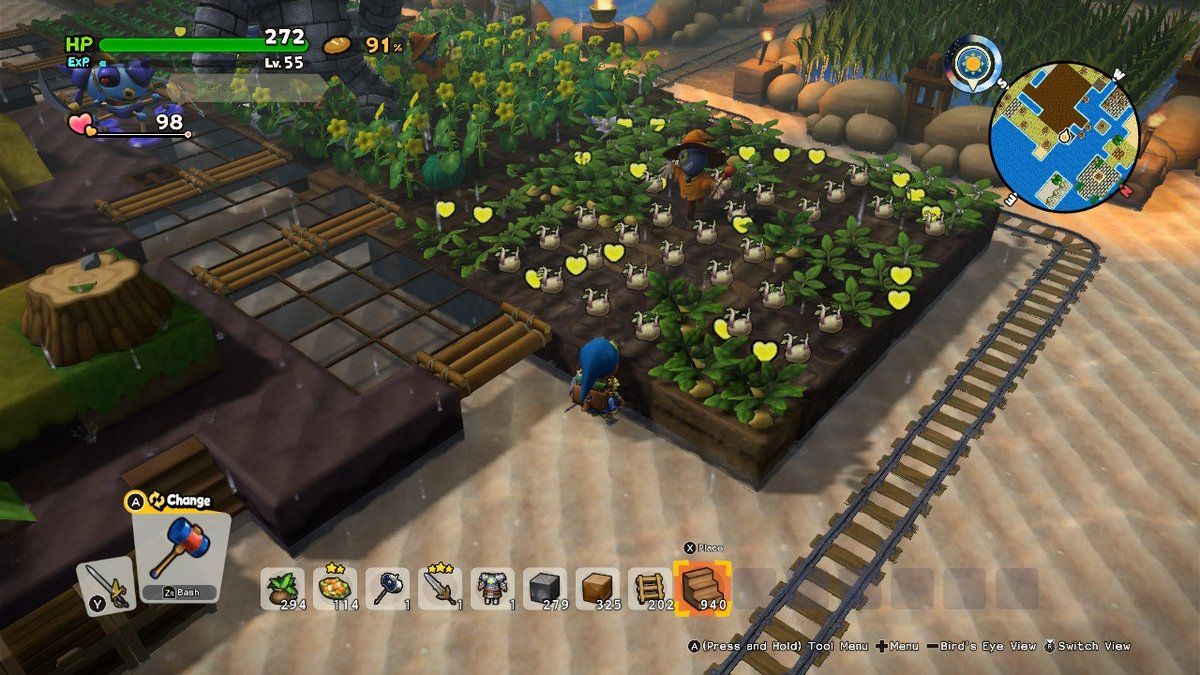 HP 272
91%
EXP Lv.55
98
W
S
E
N
A Change
Y
ZR Bash
X Place
294 114 1 1 1 279 325 202 940
A(Press and Hold) Tool Menu +Menu −Bird's Eye View R Switch View